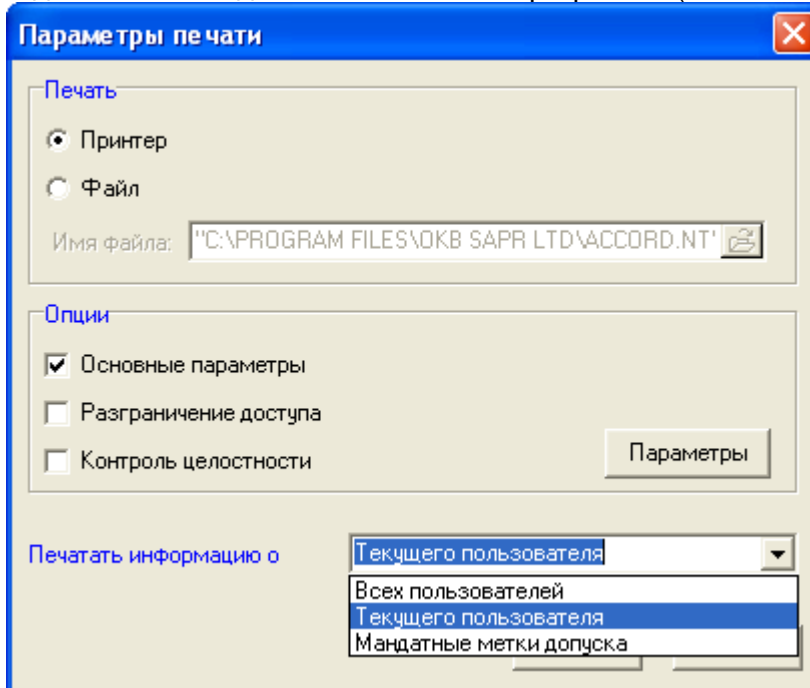 Параметры печати
Печать
Принтер
Файл
Имя файла: "C:\PROGRAM FILES\OKB SAPR LTD\ACCORD.NT'
Опции
Основные параметры
Разграничение доступа
Контроль целостности
Параметры
Печатать информацию о Текущего пользователя
Всех пользователей
Текущего пользователя
Мандатные метки допуска